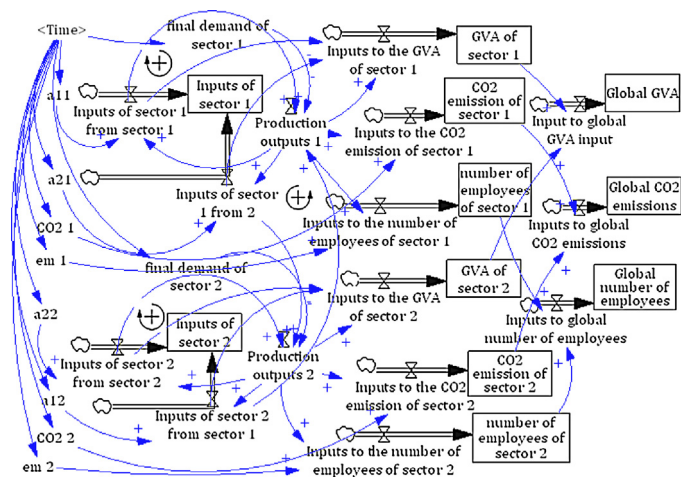 <Time>
final demand of
sector 1
Inputs to the GVA
of sector 1
GVA of
sector 1
a11
Inputs of
sector 1
Inputs of sector 1
from sector 1
Production
outputs 1
CO2
emission of
sector 1
Inputs to the CO2
emission of sector 1
Global GVA
Input to global
GVA input
a21
Inputs of sector
1 from 2
number of
employees
of sector 1
Global CO2
emissions
CO2 1
Inputs to the number of
employees of sector 1
Inputs to global
CO2 emissions
em 1
final demand of
sector 2
GVA of
sector 2
Inputs to the GVA
of sector 2
Global
number of
employees
a22
Inputs of
sector 2
Inputs of sector 2
from sector 2
Production
outputs 2
Inputs to global
number of employees
CO2
emission of
sector 2
Inputs to the CO2
emission of sector 2
a12
Inputs of sector 2
from sector 1
CO2 2
number of
employees of
sector 2
em 2
Inputs to the number of
employees of sector 2